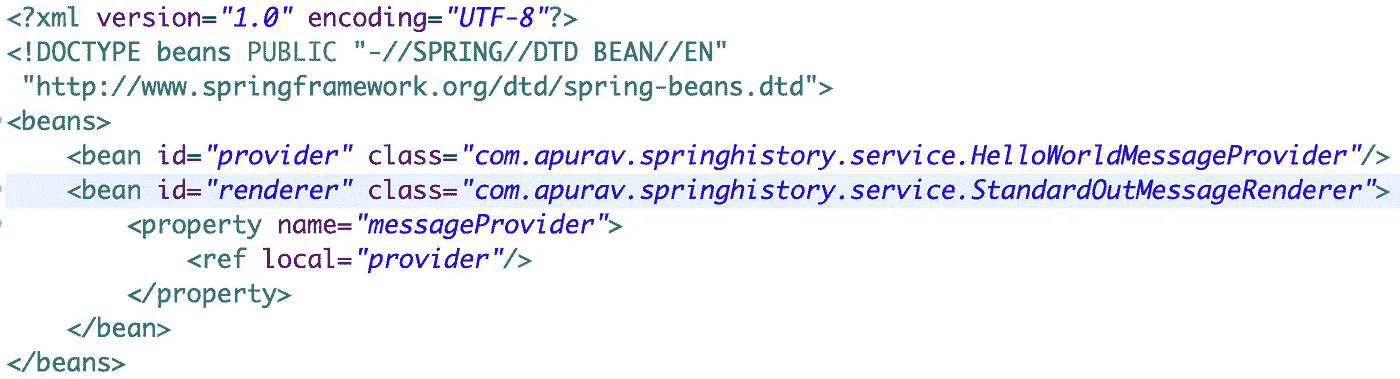 <?xml version="1.0" encoding="UTF-8"?>
<!DOCTYPE beans PUBLIC "-//SPRING//DTD BEAN//EN"
 "http://www.springframework.org/dtd/spring-beans.dtd">
<beans>
    <bean id="provider" class="com.apurav.springhistory.service.HelloWorldMessageProvider"/>
    <bean id="renderer" class="com.apurav.springhistory.service.StandardOutMessageRenderer">
        <property name="messageProvider">
            <ref local="provider"/>
        </property>
    </bean>
</beans>